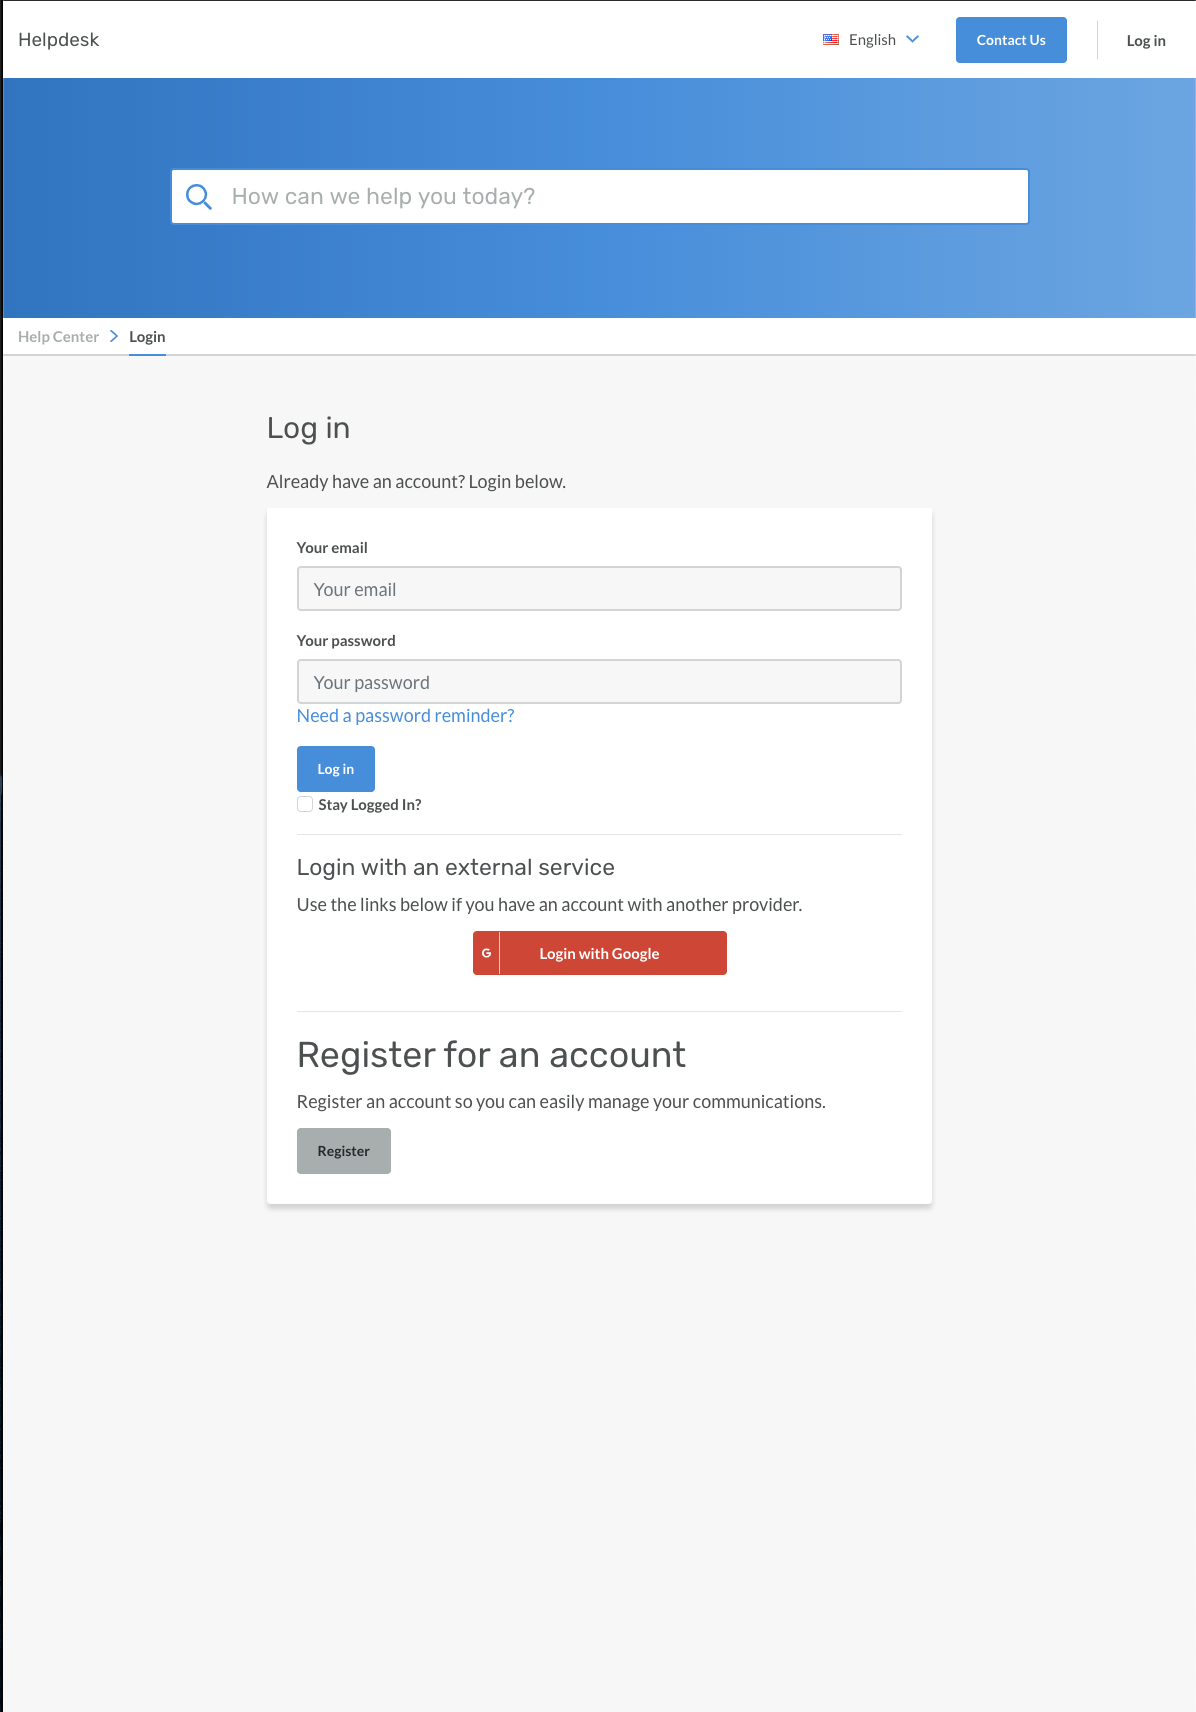 Helpdesk
English
Contact Us
Log in
How can we help you today?
Help Center
Login
Log in
Already have an account? Login below.
Your email
Your email
Your password
Your password
Need a password reminder?
Log in
Stay Logged In?
Login with an external service
Use the links below if you have an account with another provider.
G
Login with Google
Register for an account
Register an account so you can easily manage your communications.
Register